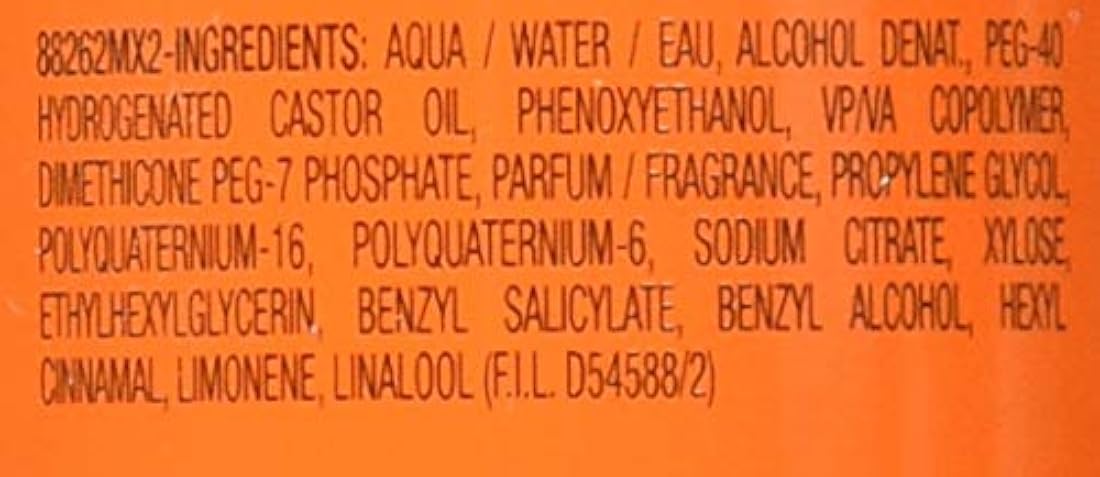 88262MX2-INGREDIENTS: AQUA / WATER / EAU, ALCOHOL DENAT., PEG-40
HYDROGENATED CASTOR OIL, PHENOXYETHANOL, VP/VA COPOLYMER,
DIMETHICONE PEG-7 PHOSPHATE, PARFUM / FRAGRANCE, PROPYLENE GLYCOL,
POLYQUATERNIUM-16, POLYQUATERNIUM-6, SODIUM CITRATE, XYLOSE,
ETHYLHEXYLGLYCERIN, BENZYL SALICYLATE, BENZYL ALCOHOL, HEXYL
CINNAMAL, LIMONENE, LINALOOL (F.I.L. D54588/2)